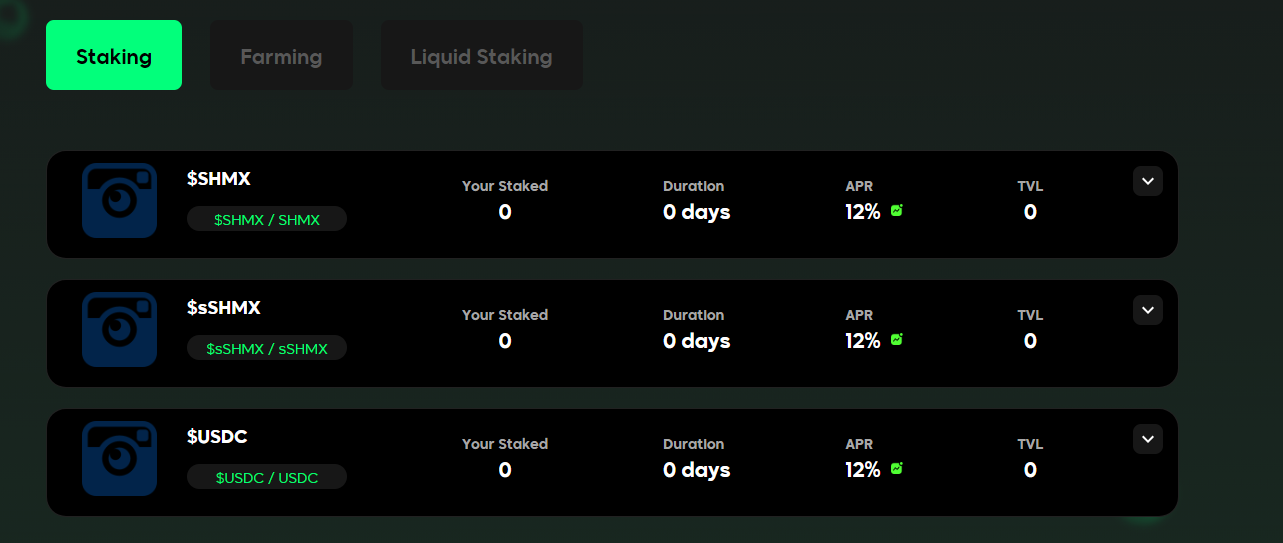 Staking Farming Liquid Staking
$SHMX
Your Staked Duration APR TVL
0 0 days 12% 0
$SHMX / SHMX
$sSHMX
Your Staked Duration APR TVL
0 0 days 12% 0
$sSHMX / sSHMX
$USDC
Your Staked Duration APR TVL
0 0 days 12% 0
$USDC / USDC